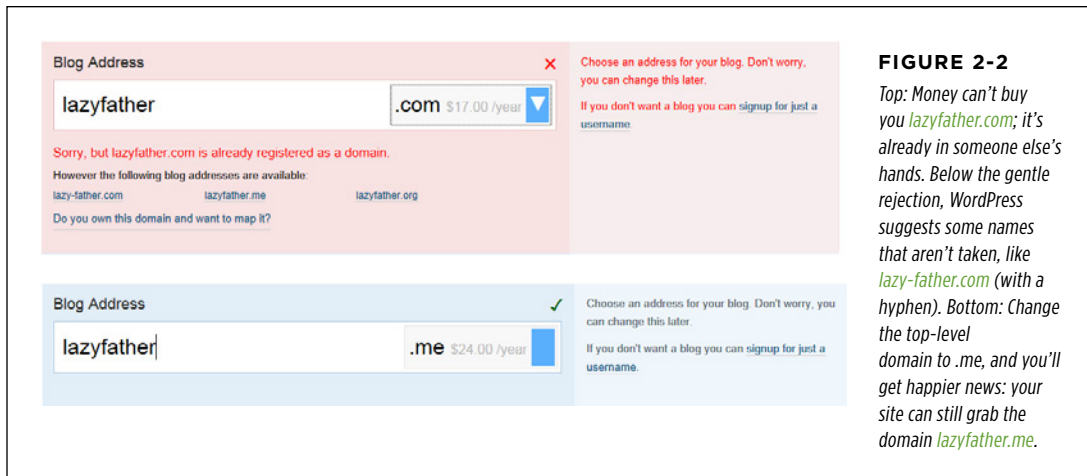 Blog Address
lazyfather
.com $17.00 /year
Sorry, but lazyfather.com is already registered as a domain.
However the following blog addresses are available:
lazy-father.com lazyfather.me lazyfather.org
Do you own this domain and want to map it?
Choose an address for your blog. Don't worry,
you can change this later.
If you don't want a blog you can signup for just a
username.
Blog Address
lazyfather
.me $24.00 /year
Choose an address for your blog. Don't worry, you
can change this later.
If you don't want a blog you can signup for just a
username.
FIGURE 2-2
Top: Money can't buy
you lazyfather.com; it's
already in someone else's
hands. Below the gentle
rejection, WordPress
suggests some names
that aren't taken, like
lazy-father.com (with a
hyphen). Bottom: Change
the top-level
domain to .me, and you'll
get happier news: your
site can still grab the
domain lazyfather.me.